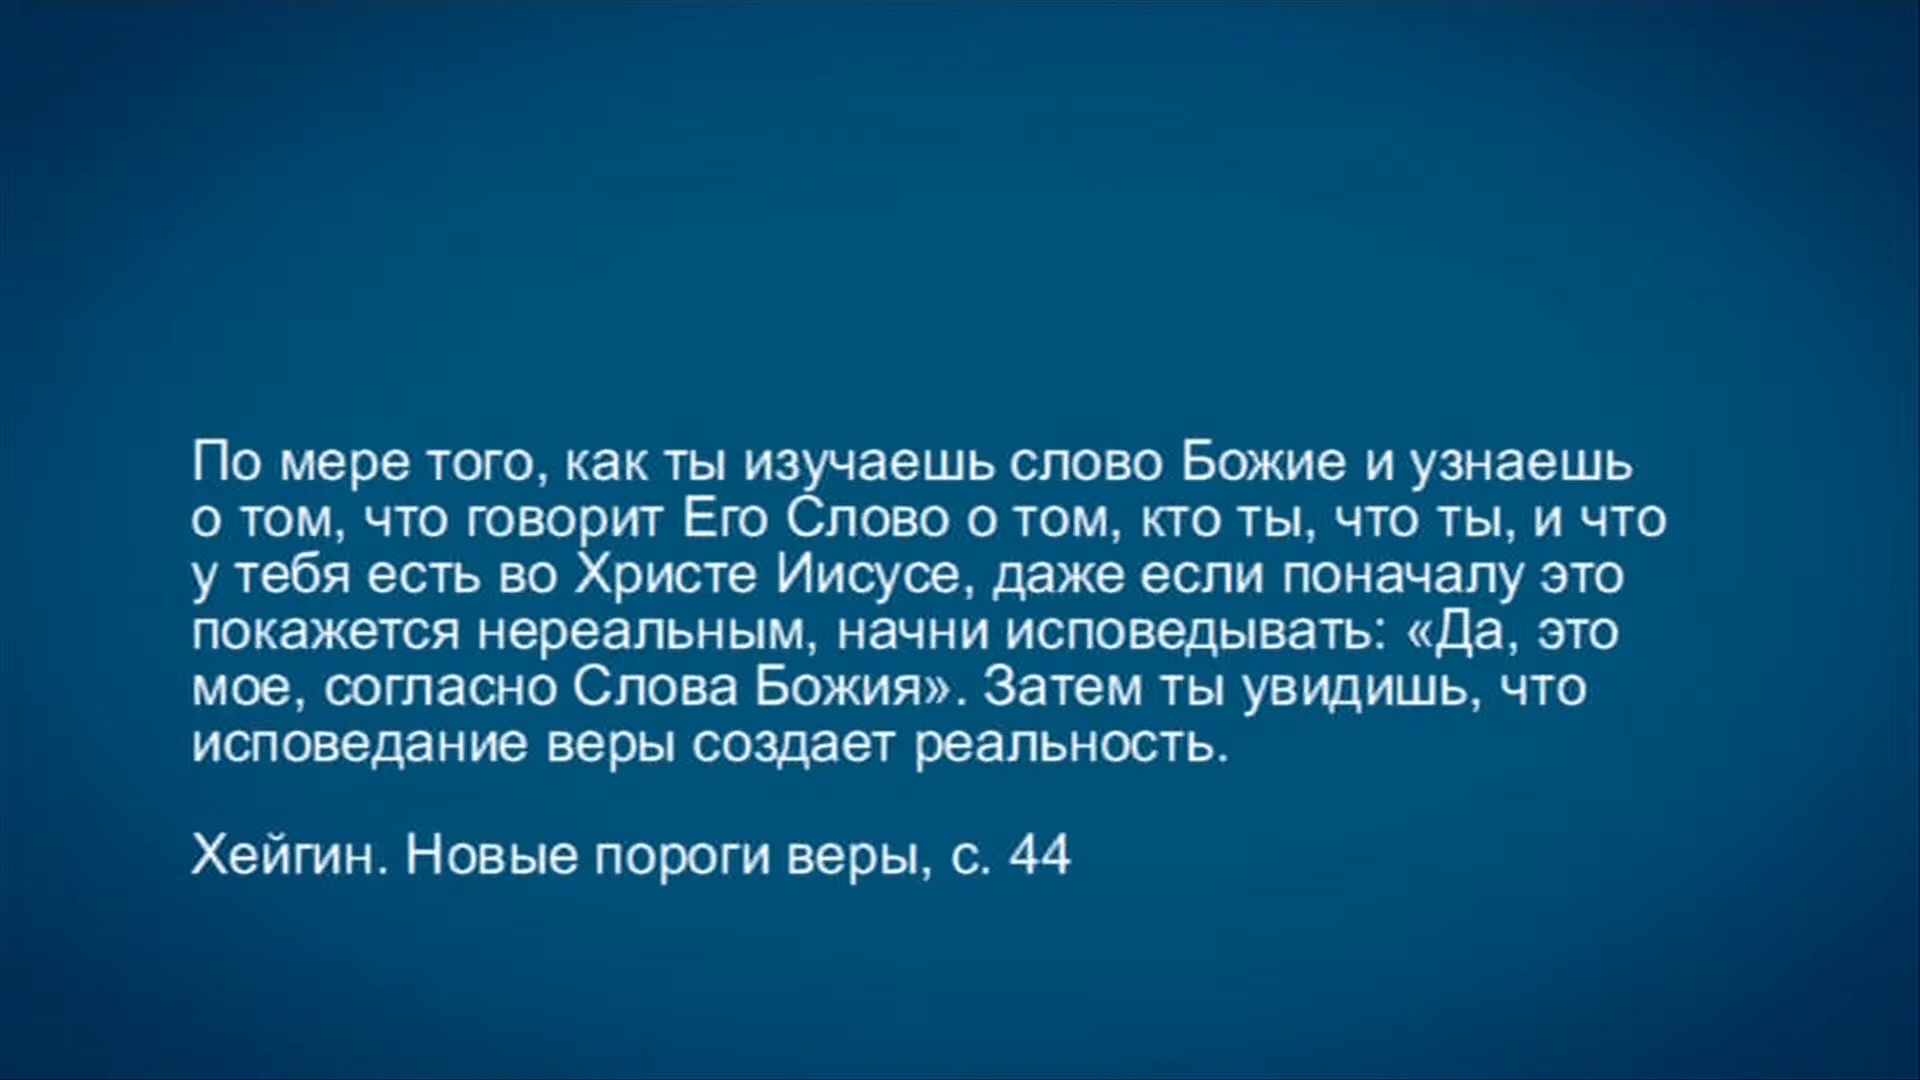 По мере того, как ты изучаешь слово Божие и узнаешь
о том, что говорит Его Слово о том, кто ты, что ты, и что
у тебя есть во Христе Иисусе, даже если поначалу это
покажется нереальным, начни исповедывать: «Да, это
мое, согласно Слова Божия». Затем ты увидишь, что
исповедание веры создает реальность.
Хейгин. Новые пороги веры, с. 44